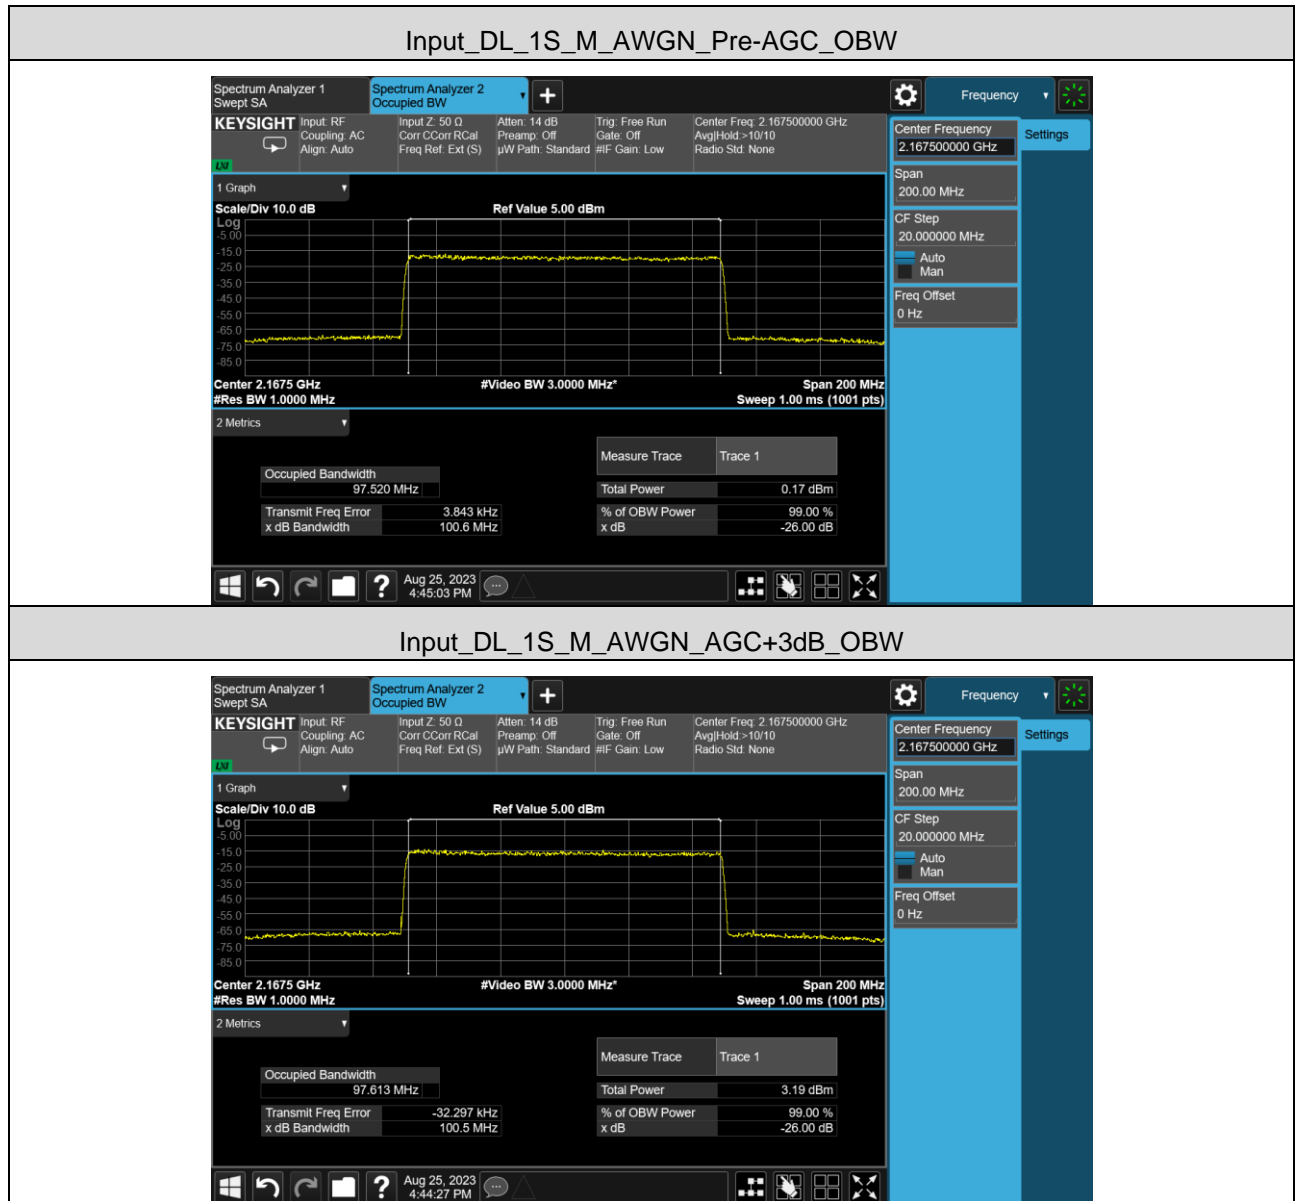 Input_DL_1S_M_AWGN_Pre-AGC_OBW
Spectrum Analyzer 1
Swept SA
Spectrum Analyzer 2
Occupied BW
Frequency
KEYSIGHT
Input: RF
Coupling: AC
Align: Auto
Input Z: 50 Ω
Corr CCorr RCal
Freq Ref: Ext (S)
Atten: 14 dB
Preamp: Off
µW Path: Standard
Trig: Free Run
Gate: Off
#IF Gain: Low
Center Freq: 2.167500000 GHz
Avg|Hold:>10/10
Radio Std: None
LXI
Center Frequency
2.167500000 GHz
Settings
Span
200.00 MHz
CF Step
20.000000 MHz
Auto
Man
Freq Offset
0 Hz
1 Graph
Scale/Div 10.0 dB
Ref Value 5.00 dBm
Log
-5.00
-15.0
-25.0
-35.0
-45.0
-55.0
-65.0
-75.0
-85.0
Center 2.1675 GHz
#Video BW 3.0000 MHz*
Span 200 MHz
#Res BW 1.0000 MHz
Sweep 1.00 ms (1001 pts)
2 Metrics
Measure Trace
Trace 1
Occupied Bandwidth
97.520 MHz
Total Power
0.17 dBm
Transmit Freq Error
3.843 kHz
% of OBW Power
99.00 %
x dB Bandwidth
100.6 MHz
x dB
-26.00 dB
?
Aug 25, 2023
4:45:03 PM
Input_DL_1S_M_AWGN_AGC+3dB_OBW
Spectrum Analyzer 1
Swept SA
Spectrum Analyzer 2
Occupied BW
Frequency
KEYSIGHT
Input: RF
Coupling: AC
Align: Auto
Input Z: 50 Ω
Corr CCorr RCal
Freq Ref: Ext (S)
Atten: 14 dB
Preamp: Off
µW Path: Standard
Trig: Free Run
Gate: Off
#IF Gain: Low
Center Freq: 2.167500000 GHz
Avg|Hold:>10/10
Radio Std: None
LXI
Center Frequency
2.167500000 GHz
Settings
Span
200.00 MHz
CF Step
20.000000 MHz
Auto
Man
Freq Offset
0 Hz
1 Graph
Scale/Div 10.0 dB
Ref Value 5.00 dBm
Log
-5.00
-15.0
-25.0
-35.0
-45.0
-55.0
-65.0
-75.0
-85.0
Center 2.1675 GHz
#Video BW 3.0000 MHz*
Span 200 MHz
#Res BW 1.0000 MHz
Sweep 1.00 ms (1001 pts)
2 Metrics
Measure Trace
Trace 1
Occupied Bandwidth
97.613 MHz
Total Power
3.19 dBm
Transmit Freq Error
-32.297 kHz
% of OBW Power
99.00 %
x dB Bandwidth
100.5 MHz
x dB
-26.00 dB
?
Aug 25, 2023
4:44:27 PM